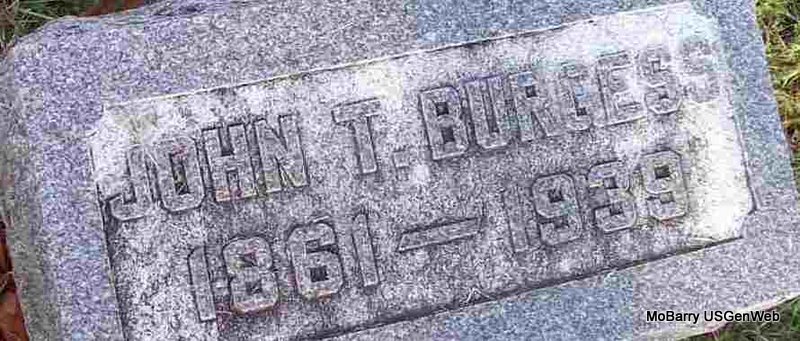 JOHN T. BURGESS
1861 — 1939
MoBarry USGenWeb